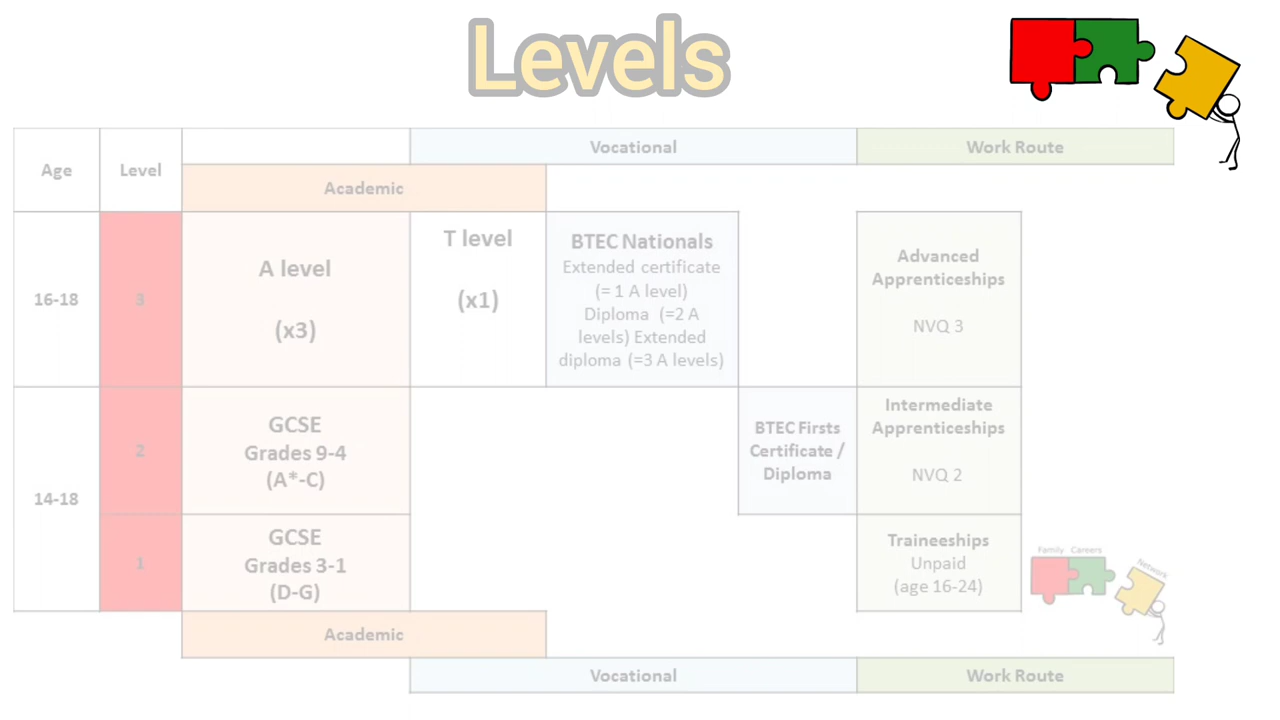 Levels
Vocational
Work Route
Age
Level
Academic
16-18
3
A level
(x3)
T level
(x1)
BTEC Nationals
Extended certificate
(= 1 A level)
Diploma (=2 A
levels) Extended
diploma (=3 A levels)
Advanced
Apprenticeships
NVQ 3
14-18
2
GCSE
Grades 9-4
(A*-C)
BTEC Firsts
Certificate /
Diploma
Intermediate
Apprenticeships
NVQ 2
1
GCSE
Grades 3-1
(D-G)
Traineeships
Unpaid
(age 16-24)
Family Careers
Network
Academic
Vocational
Work Route